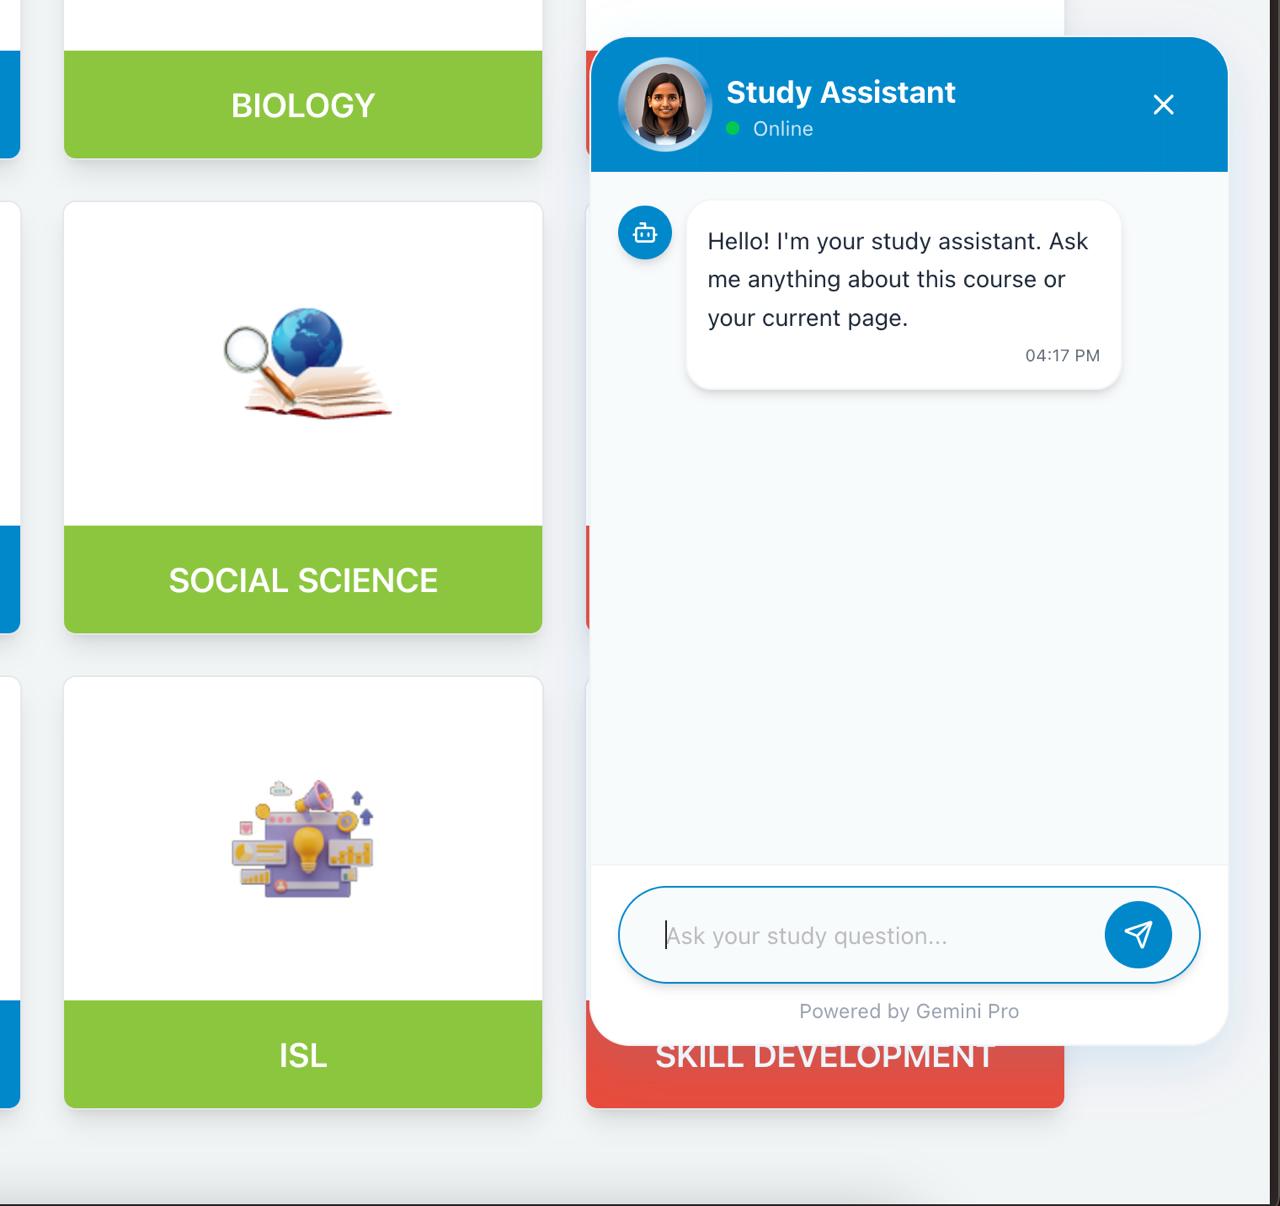 BIOLOGY
SOCIAL SCIENCE
ISL
SKILL DEVELOPMENT
Study Assistant
Online
Hello! I'm your study assistant. Ask
me anything about this course or
your current page.
04:17 PM
Ask your study question...
Powered by Gemini Pro